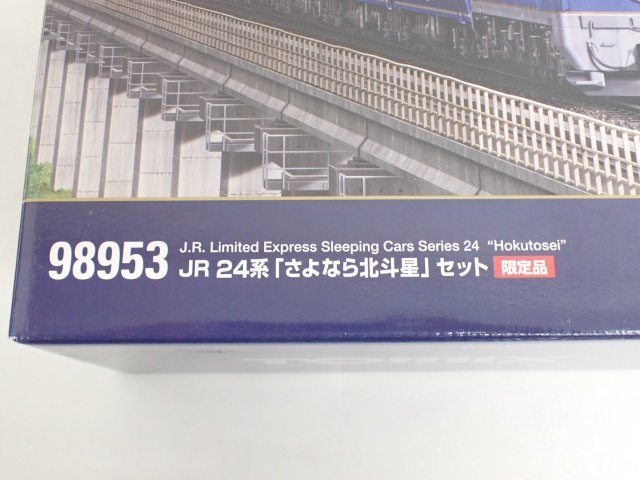 98953
J.R. Limited Express Sleeping Cars Series 24 “Hokutosei”
JR 24系「さよなら北斗星」セット 限定品